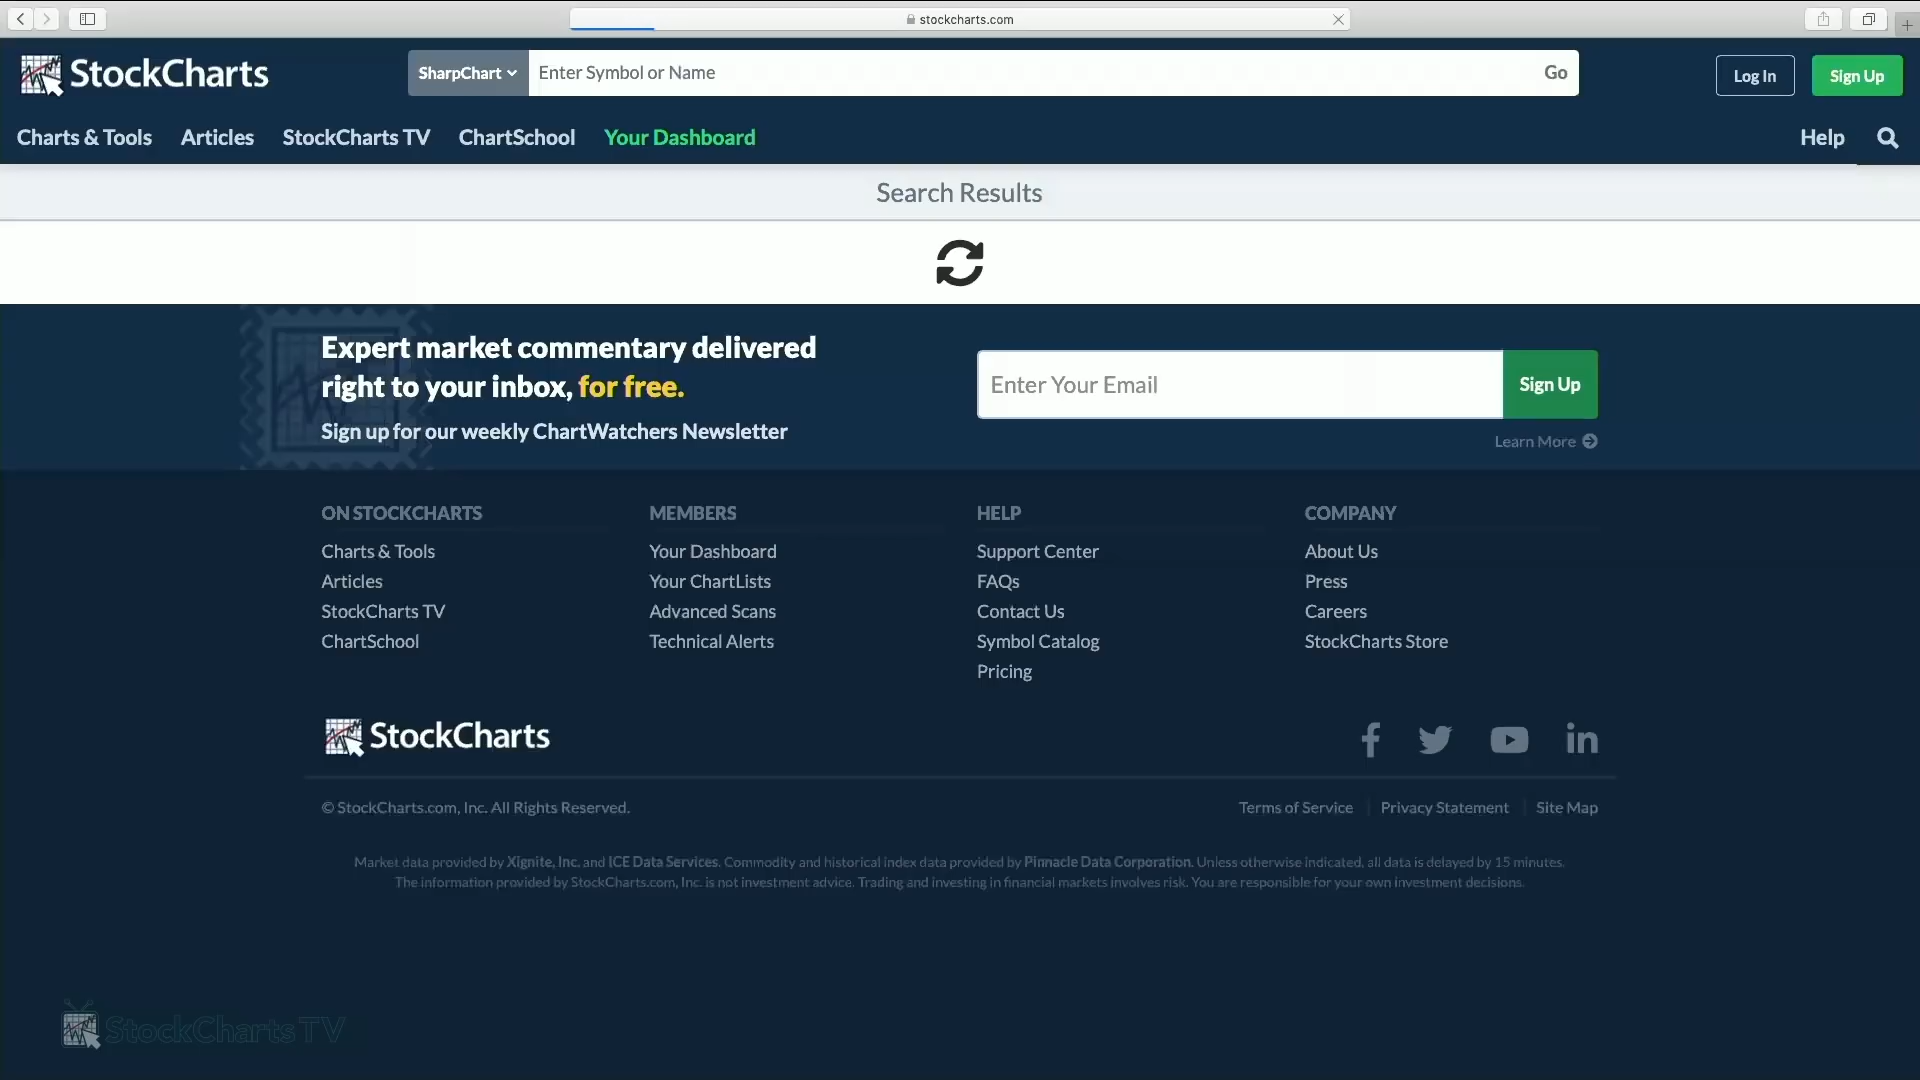 stockcharts.com
StockCharts
SharpChart
Enter Symbol or Name
Go
Log In
Sign Up
Charts & Tools
Articles
StockCharts TV
ChartSchool
Your Dashboard
Help
Search Results
Expert market commentary delivered
right to your inbox, for free.
Sign up for our weekly ChartWatchers Newsletter
Enter Your Email
Sign Up
Learn More
ON STOCKCHARTS
Charts & Tools
Articles
StockCharts TV
ChartSchool
MEMBERS
Your Dashboard
Your ChartLists
Advanced Scans
Technical Alerts
HELP
Support Center
FAQs
Contact Us
Symbol Catalog
Pricing
COMPANY
About Us
Press
Careers
StockCharts Store
StockCharts
© StockCharts.com, Inc. All Rights Reserved.
Terms of Service
Privacy Statement
Site Map
Market data provided by Xignite, Inc. and ICE Data Services. Commodity and historical index data provided by Pinnacle Data Corporation. Unless otherwise indicated, all data is delayed by 15 minutes.
The information provided by StockCharts.com, Inc. is not investment advice. Trading and investing in financial markets involves risk. You are responsible for your own investment decisions.
StockCharts TV